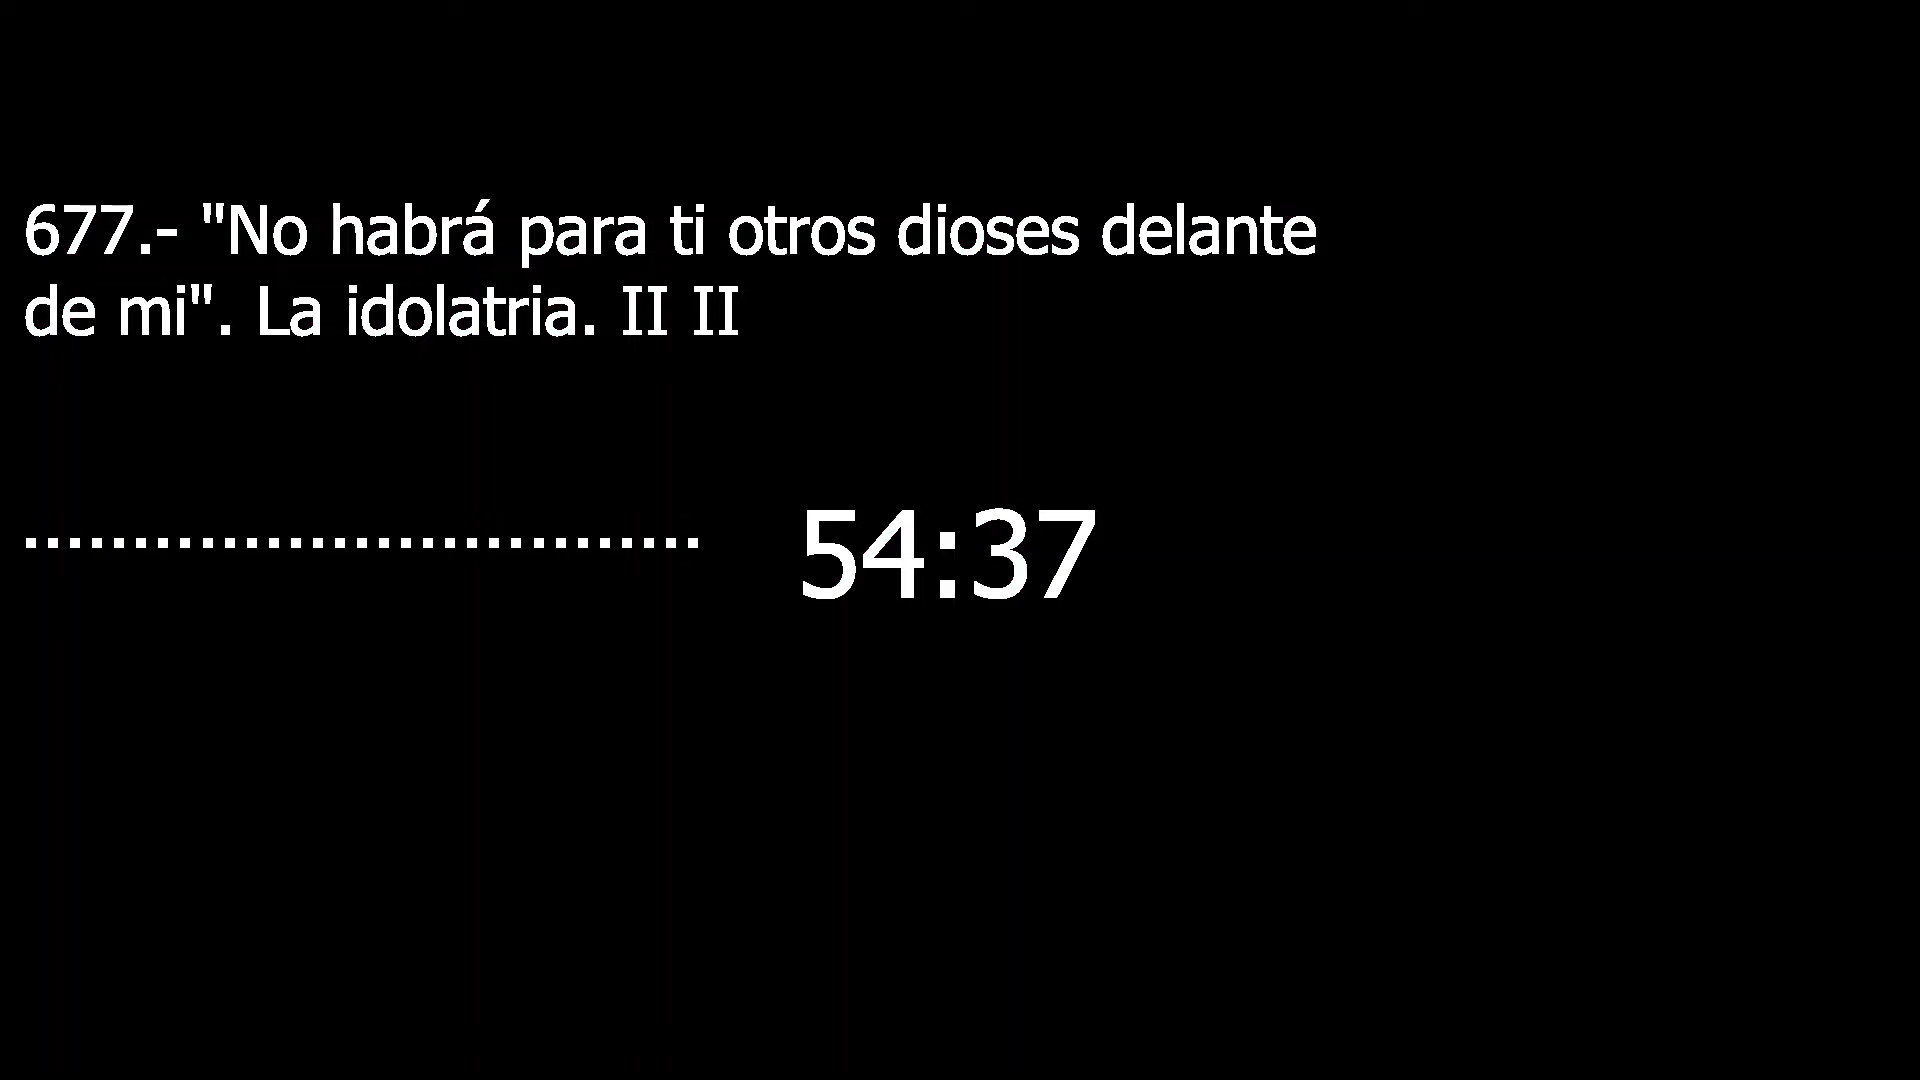 677.- "No habrá para ti otros dioses delante
de mi". La idolatria. II II
............................... 54:37